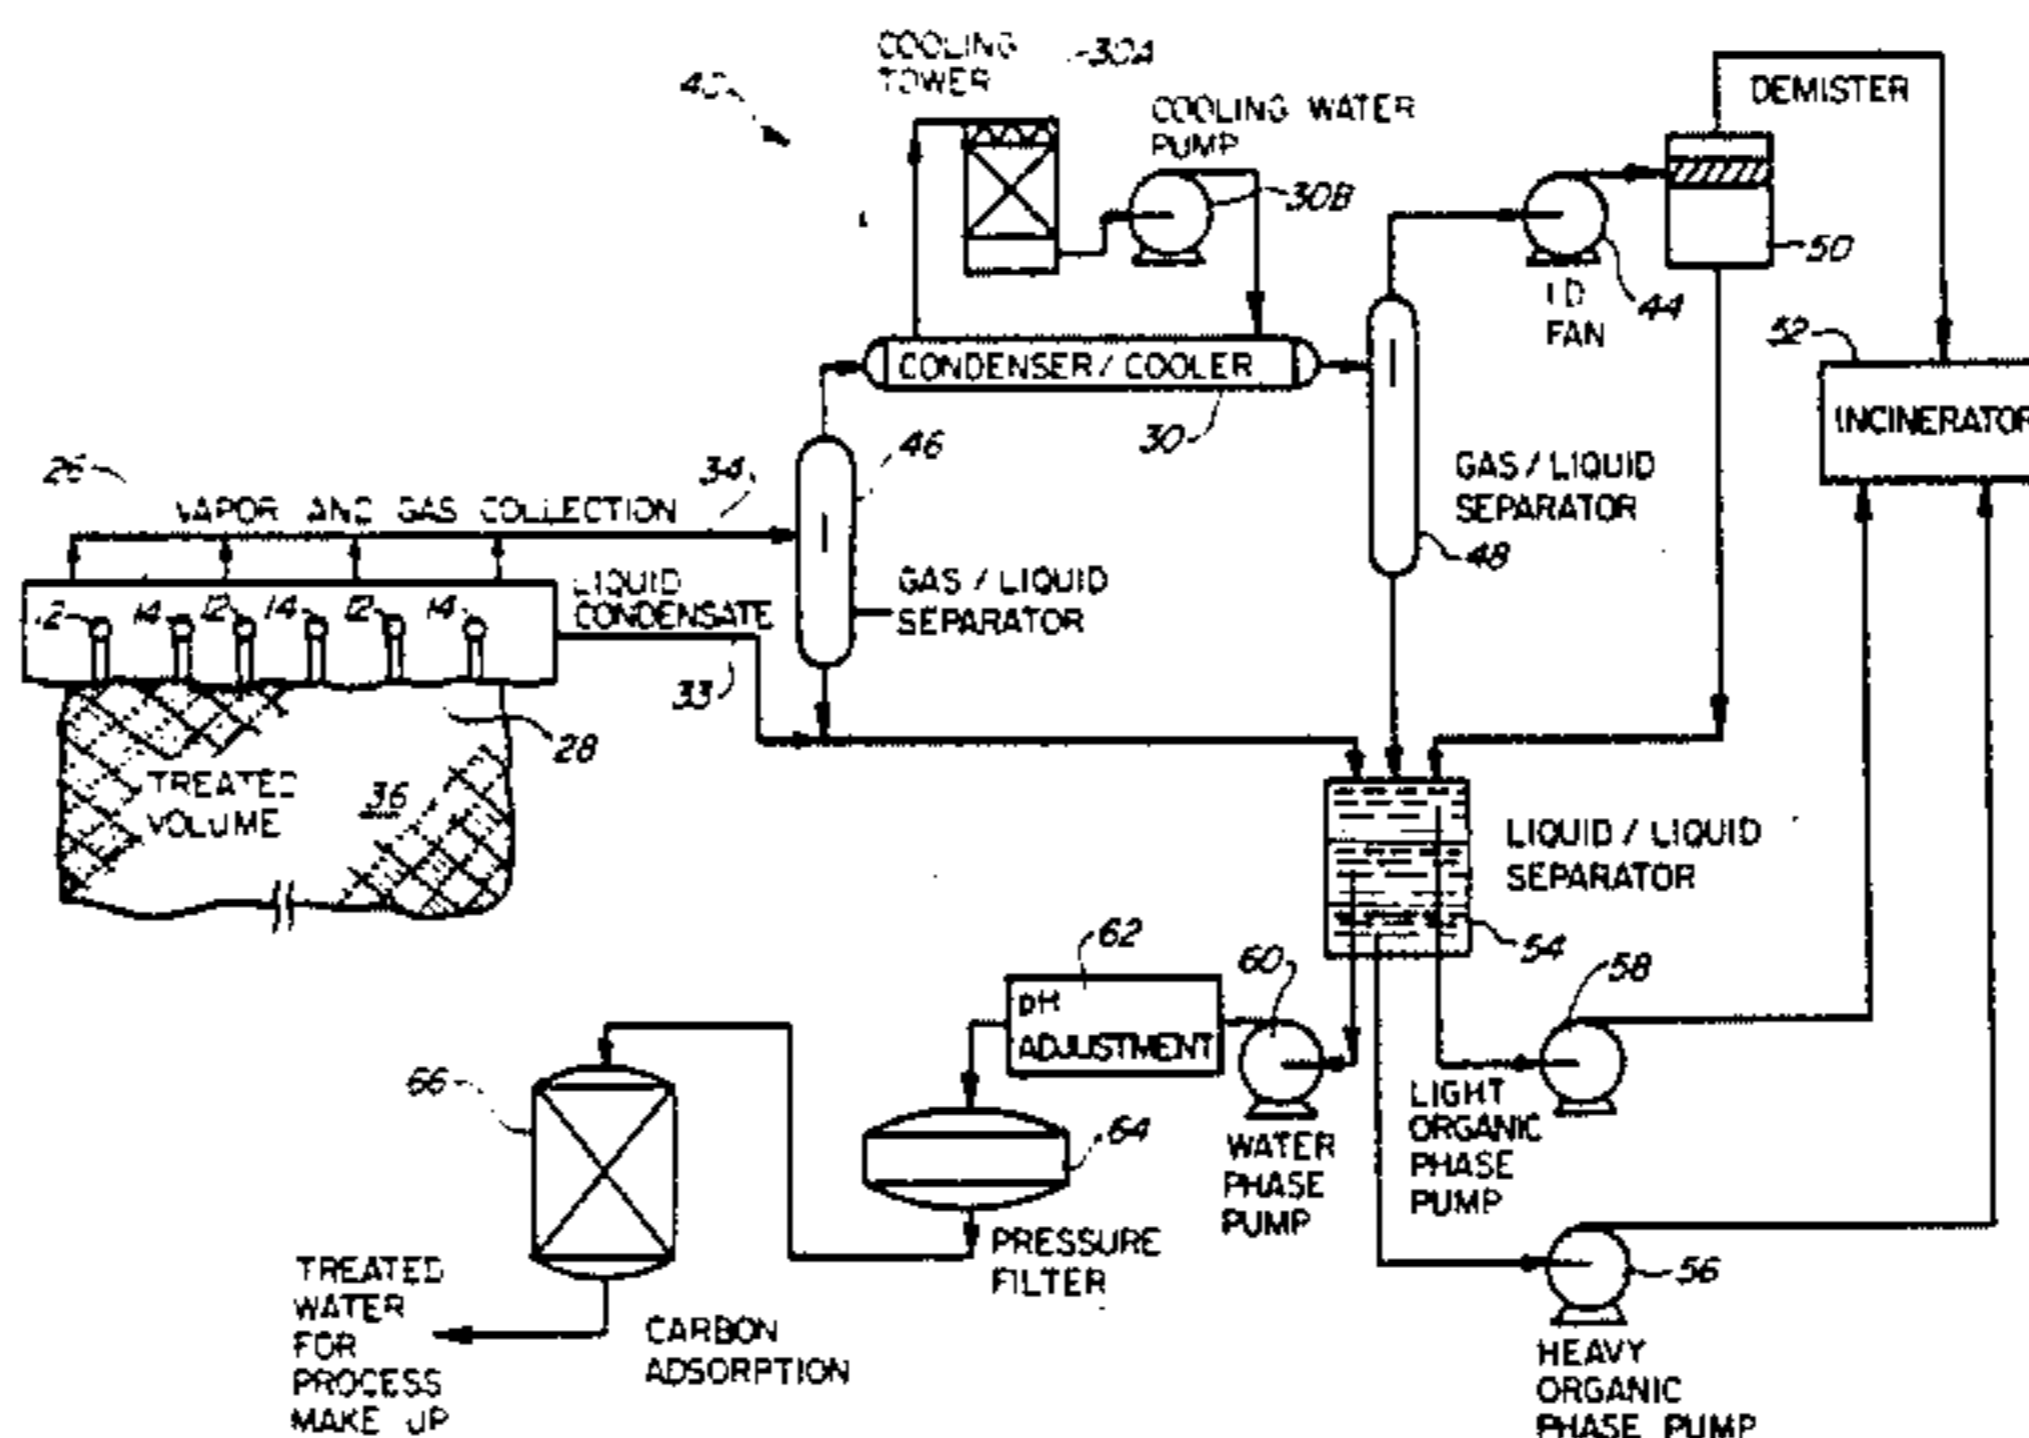 COOLING
TOWER
30A
40
COOLING WATER
PUMP
30B
DEMISTER
50
I D
FAN
44
52
INCINERATOR
CONDENSER / COOLER
30
46
GAS / LIQUID
SEPARATOR
48
26
VAPOR AND GAS COLLECTION
34
LIQUID
CONDENSATE
GAS / LIQUID
SEPARATOR
12 14 12 14 12 14
33
28
TREATED
VOLUME
36
LIQUID / LIQUID
SEPARATOR
54
62
pH
ADJUSTMENT
60
58
66
64
WATER
PHASE
PUMP
LIGHT
ORGANIC
PHASE
PUMP
PRESSURE
FILTER
56
TREATED
WATER
FOR
PROCESS
MAKE UP
CARBON
ADSORPTION
HEAVY
ORGANIC
PHASE PUMP